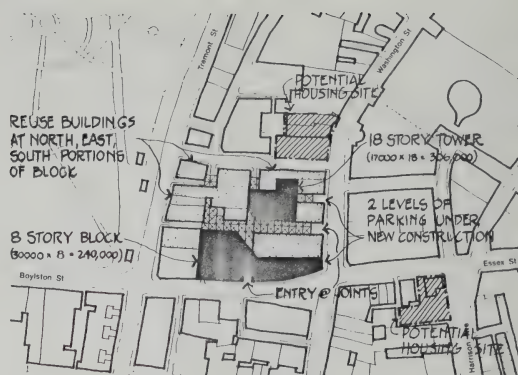 Tremont St
Washington St
POTENTIAL
HOUSING SITE
REUSE BUILDINGS
AT NORTH, EAST,
SOUTH PORTIONS
OF BLOCK
18 STORY TOWER
(17000 x 18 = 306,000)
2 LEVELS OF
PARKING UNDER
NEW CONSTRUCTION
8 STORY BLOCK
(30000 x 8 = 240,000)
Boylston St
Essex St
ENTRY @ JOINTS
POTENTIAL
HOUSING SITE
Harrison